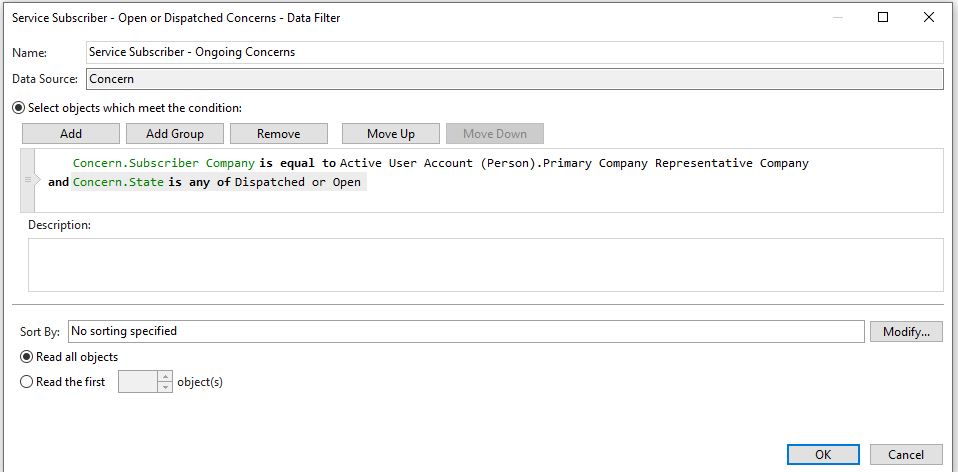 Service Subscriber - Open or Dispatched Concerns - Data Filter
Name: Service Subscriber - Ongoing Concerns
Data Source: Concern
Select objects which meet the condition:
Add Add Group Remove Move Up Move Down
Concern.Subscriber Company is equal to Active User Account (Person).Primary Company Representative Company
and Concern.State is any of Dispatched or Open
Description:
Sort By: No sorting specified Modify...
Read all objects
Read the first object(s)
OK Cancel